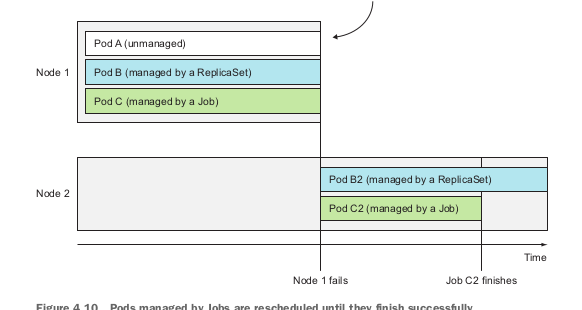 Pod A (unmanaged)
Node 1
Pod B (managed by a ReplicaSet)
Pod C (managed by a Job)
Pod B2 (managed by a ReplicaSet)
Node 2
Pod C2 (managed by a Job)
Time
Node 1 fails
Job C2 finishes
Figure 4.10 Pods managed by Jobs are rescheduled until they finish successfully.